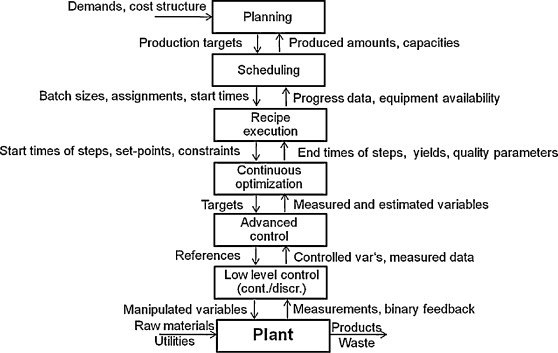 Demands, cost structure
Planning
Production targets
Produced amounts, capacities
Scheduling
Batch sizes, assignments, start times
Progress data, equipment availability
Recipe
execution
Start times of steps, set-points, constraints
End times of steps, yields, quality parameters
Continuous
optimization
Targets
Measured and estimated variables
Advanced
control
References
Controlled var's, measured data
Low level control
(cont./discr.)
Manipulated variables
Measurements, binary feedback
Raw materials
Utilities
Plant
Products
Waste